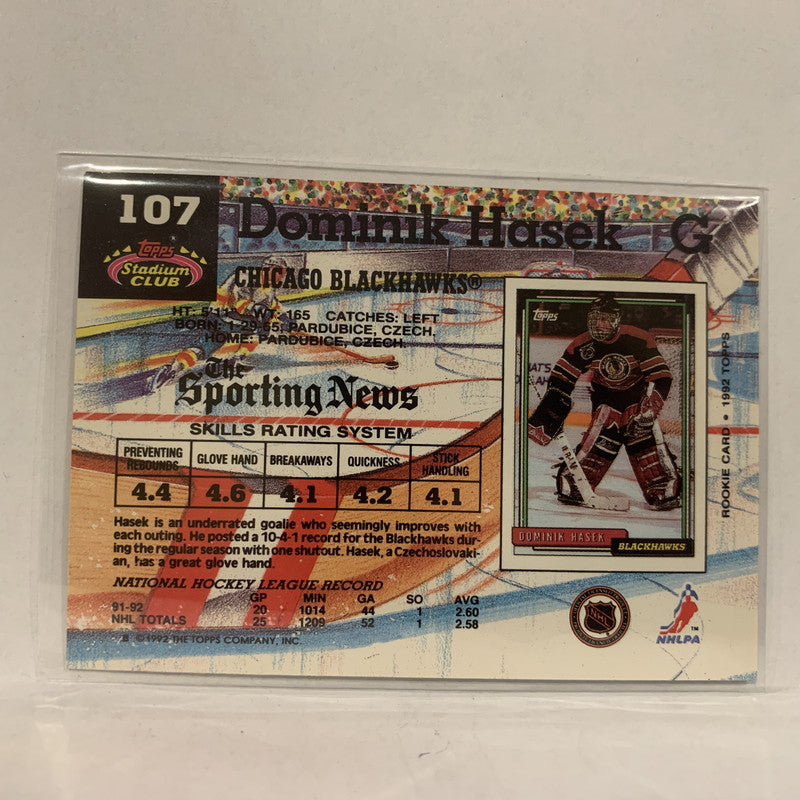 107
Dominik Hasek G
Topps
Stadium
CLUB
CHICAGO BLACKHAWKS®
HT: 5'11" WT: 165 CATCHES: LEFT
BORN: 1-29-65; PARDUBICE, CZECH.
HOME: PARDUBICE, CZECH.
The
Sporting News
SKILLS RATING SYSTEM
PREVENTING REBOUNDS GLOVE HAND BREAKAWAYS QUICKNESS STICK HANDLING
4.4 4.6 4.1 4.2 4.1
Hasek is an underrated goalie who seemingly improves with
each outing. He posted a 10-4-1 record for the Blackhawks dur-
ing the regular season with one shutout. Hasek, a Czechoslovaki-
an, has a great glove hand.
NATIONAL HOCKEY LEAGUE RECORD
GP MIN GA SO AVG
91-92 20 1014 44 1 2.60
NHL TOTALS 25 1209 52 1 2.58
B © 1992 THE TOPPS COMPANY, INC.
Topps
DOMINIK HASEK
BLACKHAWKS
ROOKIE CARD • 1992 TOPPS
NHL
NHLPA™